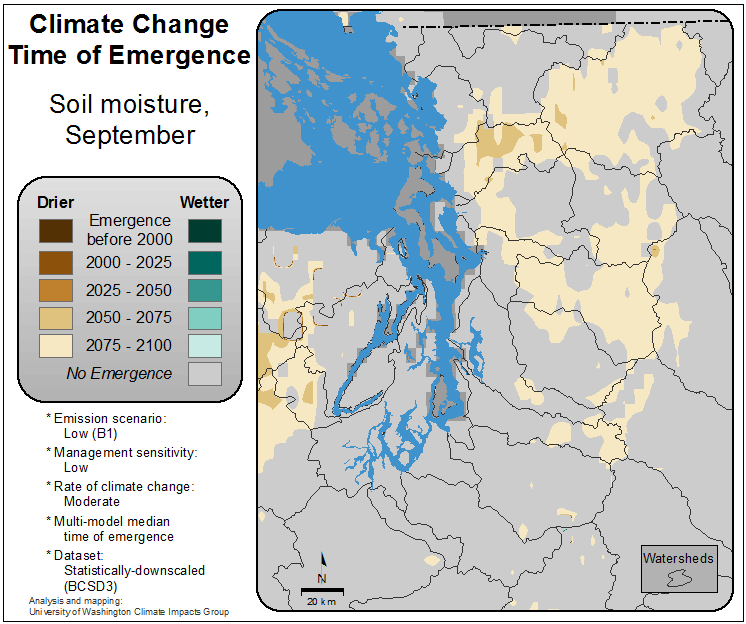 Climate Change
Time of Emergence
Soil moisture,
September
Drier
Wetter
Emergence
before 2000
2000 - 2025
2025 - 2050
2050 - 2075
2075 - 2100
No Emergence
* Emission scenario:
Low (B1)
* Management sensitivity:
Low
* Rate of climate change:
Moderate
* Multi-model median
time of emergence
* Dataset:
Statistically-downscaled
(BCSD3)
Analysis and mapping:
University of Washington Climate Impacts Group
N
20 km
Watersheds